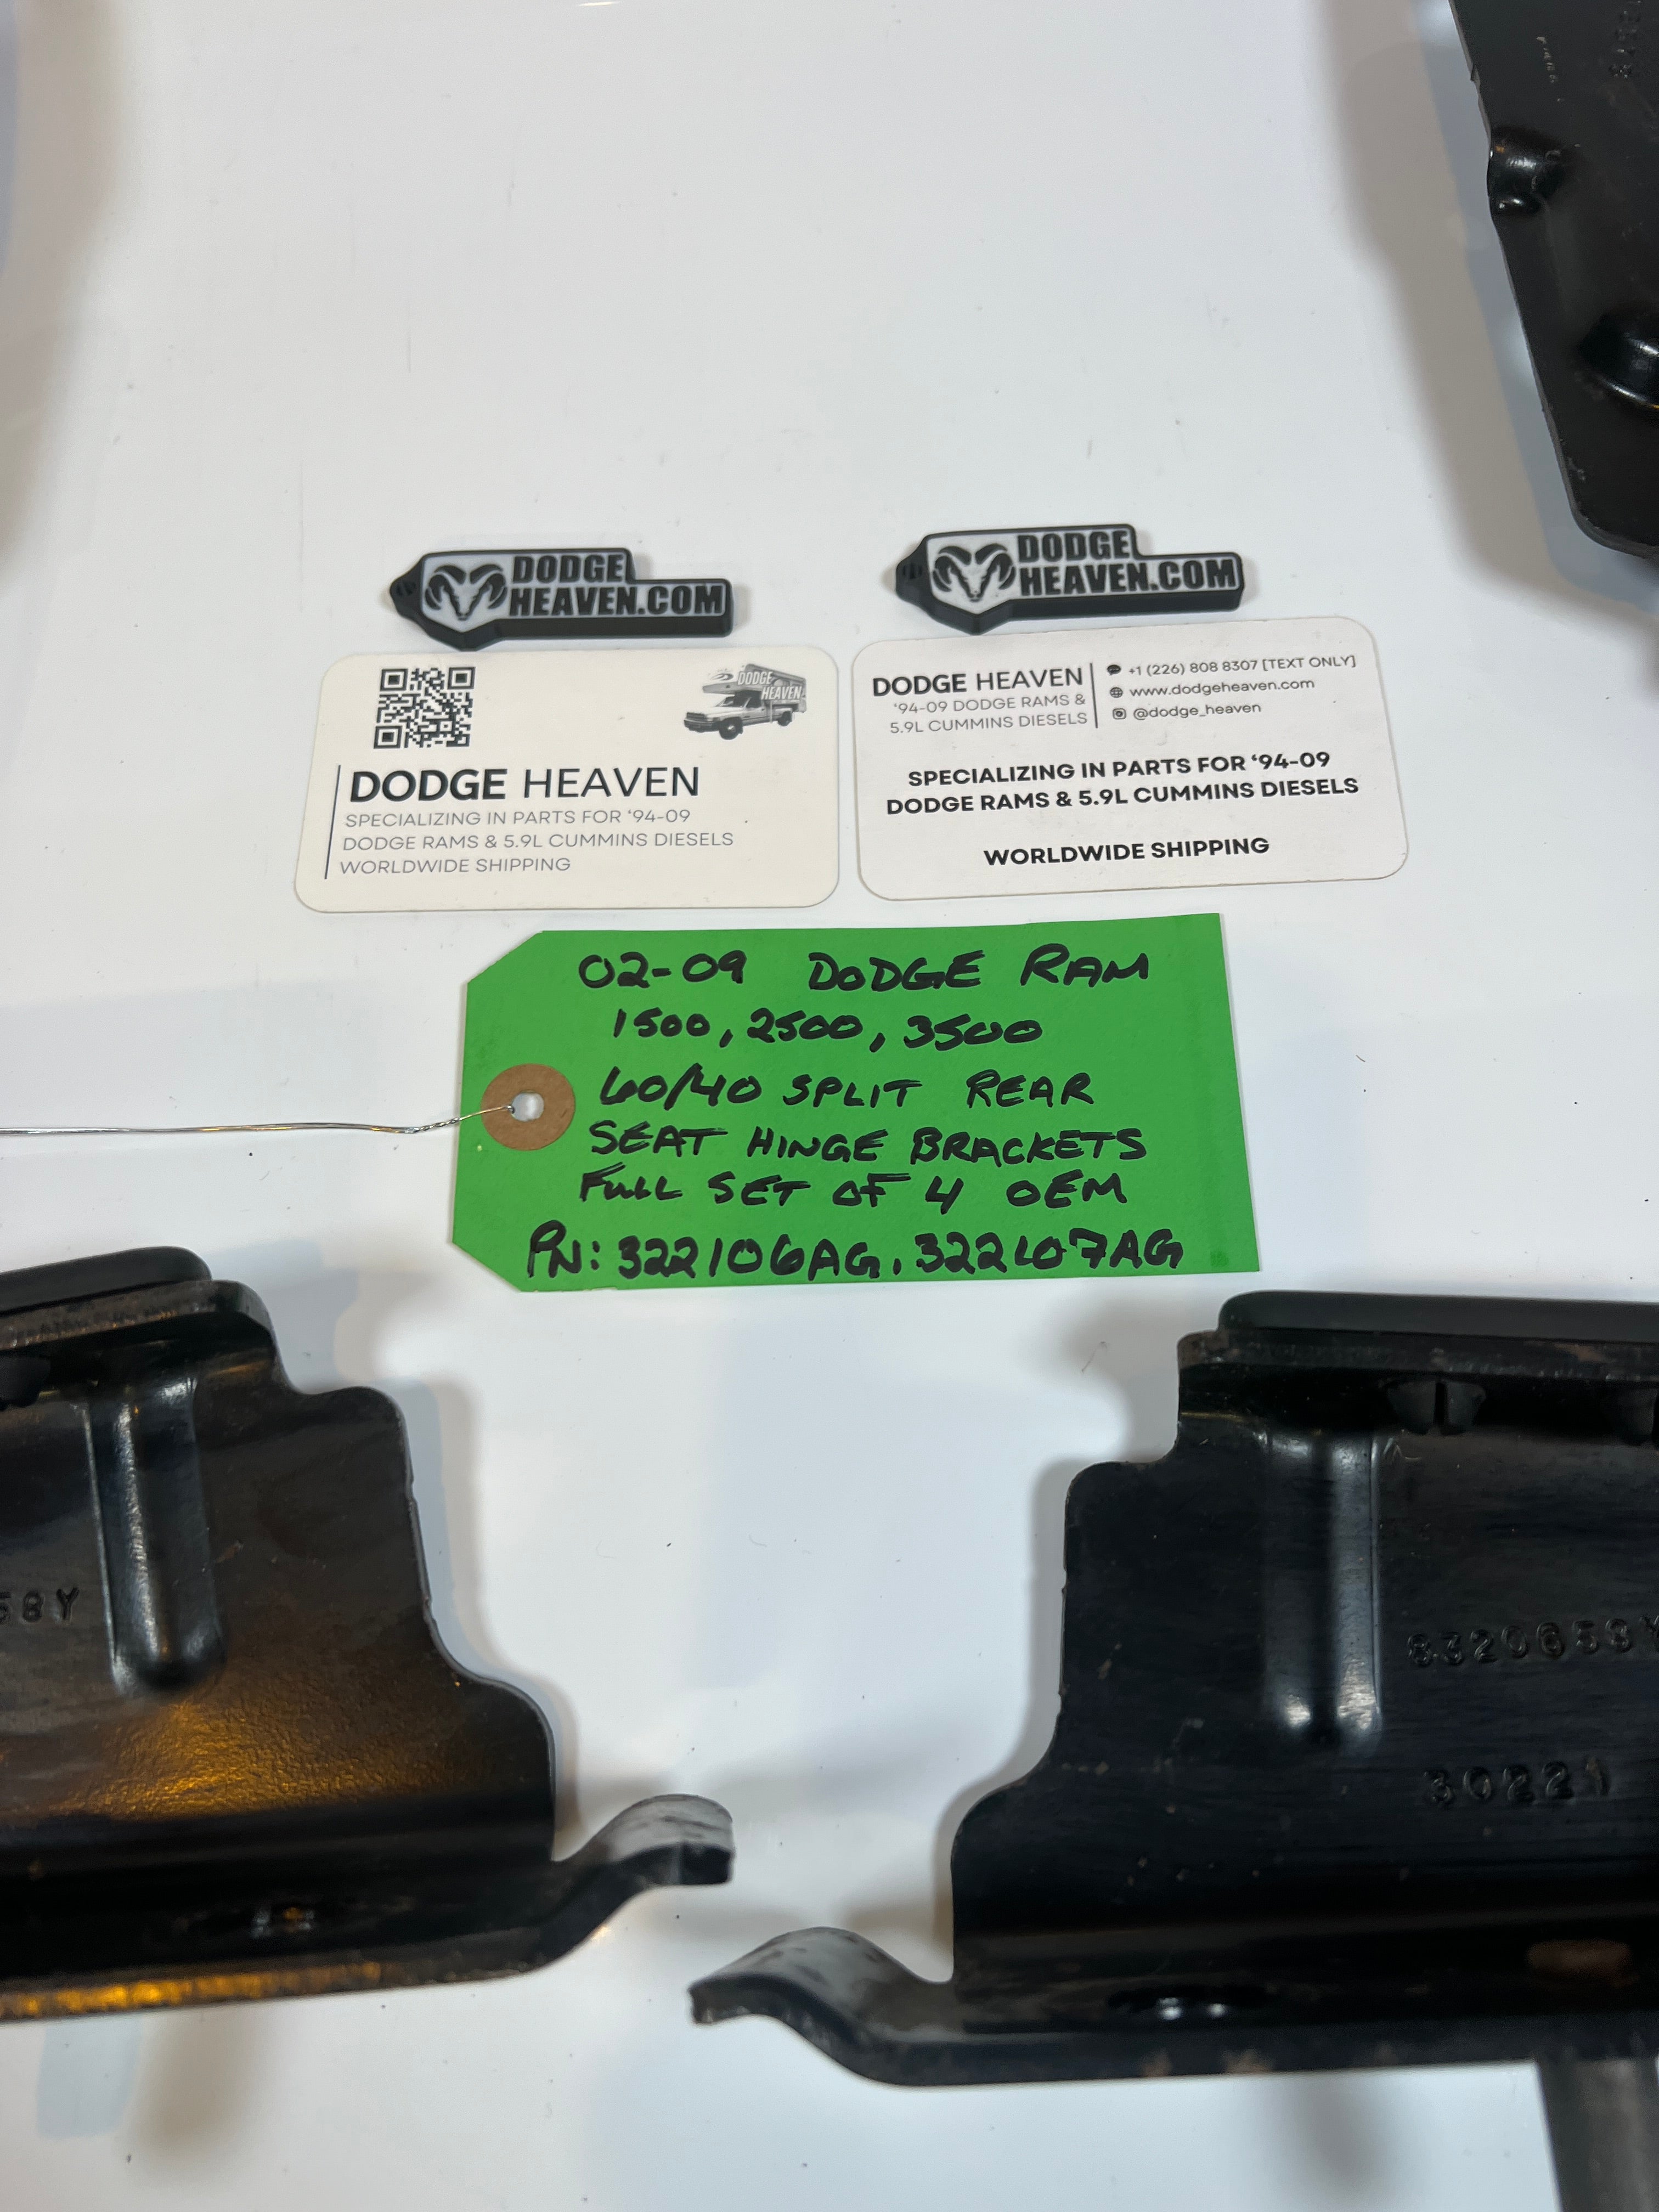 DODGE
HEAVEN.COM
DODGE
HEAVEN.COM
DODGE
HEAVEN
DODGE HEAVEN
SPECIALIZING IN PARTS FOR '94-09
DODGE RAMS & 5.9L CUMMINS DIESELS
WORLDWIDE SHIPPING
DODGE HEAVEN
'94-09 DODGE RAMS &
5.9L CUMMINS DIESELS
+1 (226) 808 8307 [TEXT ONLY]
www.dodgeheaven.com
@dodge_heaven
SPECIALIZING IN PARTS FOR '94-09
DODGE RAMS & 5.9L CUMMINS DIESELS
WORLDWIDE SHIPPING
02-09 DODGE RAM
1500, 2500, 3500
60/40 SPLIT REAR
SEAT HINGE BRACKETS
FULL SET OF 4 OEM
PN: 322106AG, 322107AG
58Y
8320659Y
30221